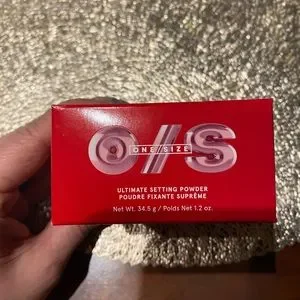 O//S
ONE/SIZE
ULTIMATE SETTING POWDER
POUDRE FIXANTE SUPRÊME
Net Wt. 34.5 g / Poids Net 1.2 oz.